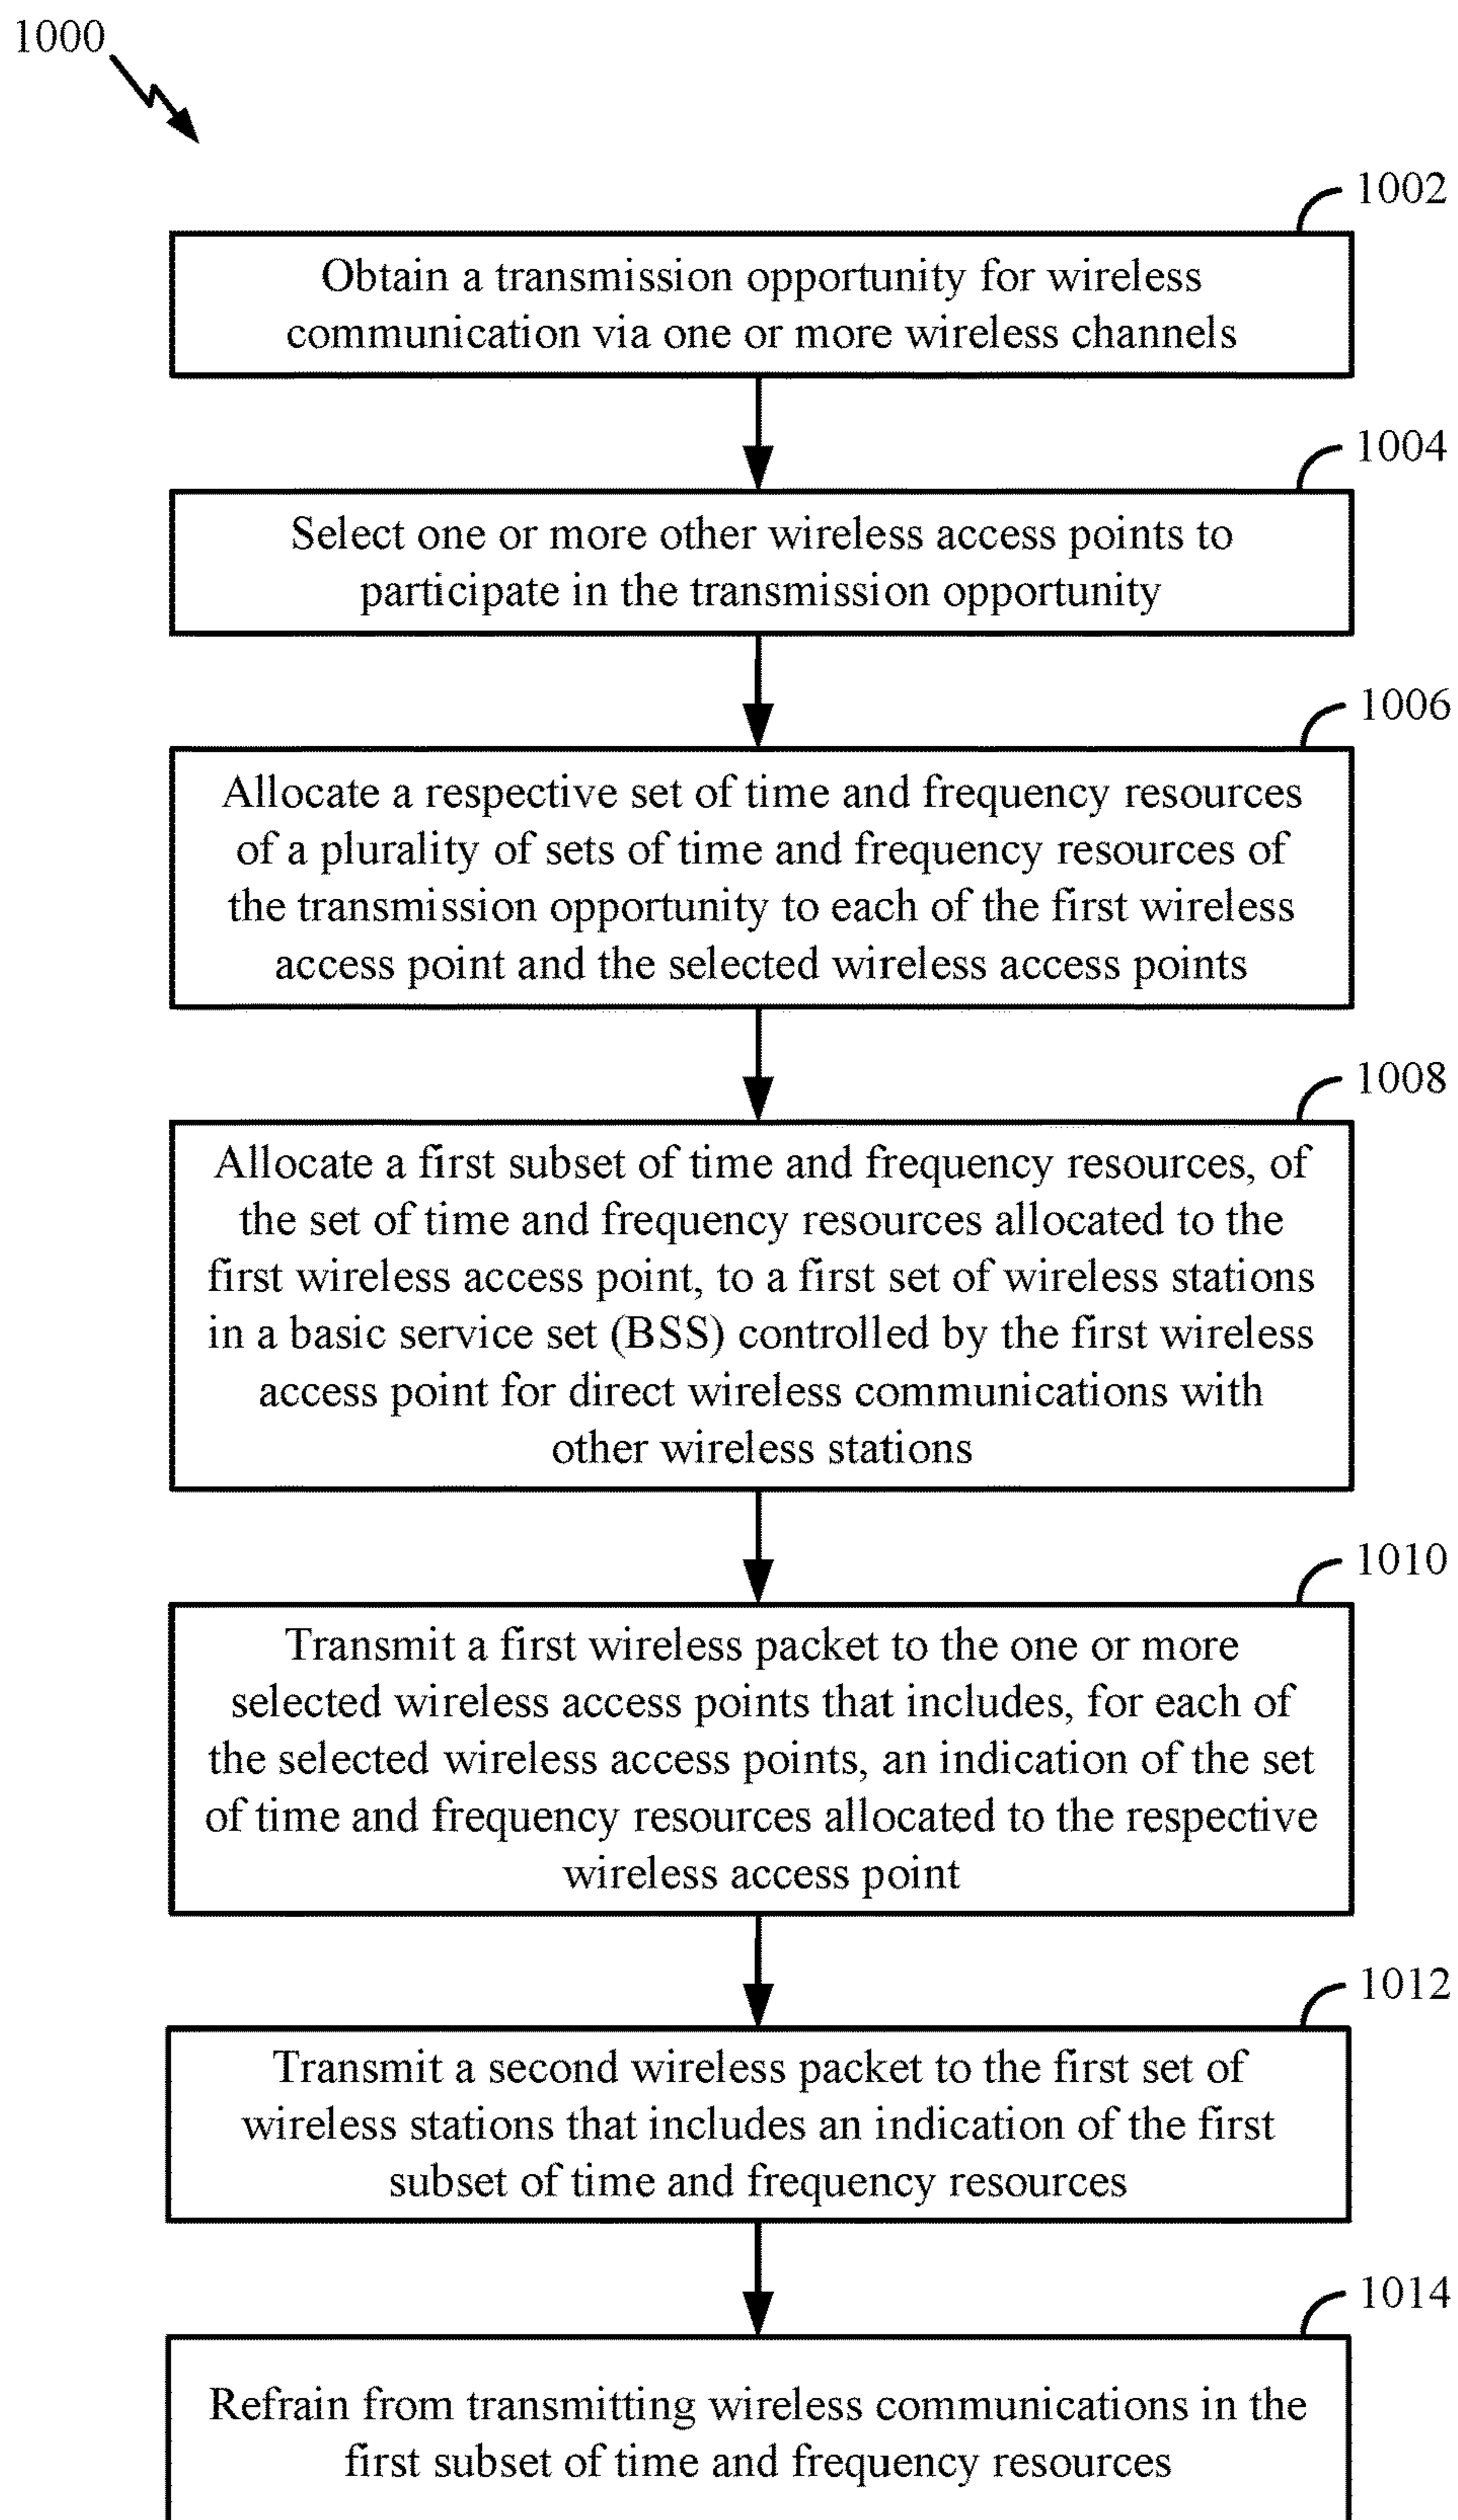 1000
1002
Obtain a transmission opportunity for wireless
communication via one or more wireless channels
1004
Select one or more other wireless access points to
participate in the transmission opportunity
1006
Allocate a respective set of time and frequency resources
of a plurality of sets of time and frequency resources of
the transmission opportunity to each of the first wireless
access point and the selected wireless access points
1008
Allocate a first subset of time and frequency resources, of
the set of time and frequency resources allocated to the
first wireless access point, to a first set of wireless stations
in a basic service set (BSS) controlled by the first wireless
access point for direct wireless communications with
other wireless stations
1010
Transmit a first wireless packet to the one or more
selected wireless access points that includes, for each of
the selected wireless access points, an indication of the set
of time and frequency resources allocated to the respective
wireless access point
1012
Transmit a second wireless packet to the first set of
wireless stations that includes an indication of the first
subset of time and frequency resources
1014
Refrain from transmitting wireless communications in the
first subset of time and frequency resources